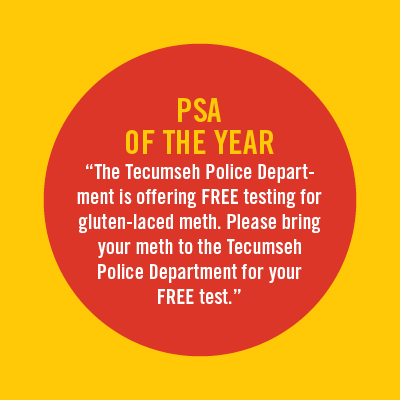 PSA
OF THE YEAR
“The Tecumseh Police Depart-
ment is offering FREE testing for
gluten-laced meth. Please bring
your meth to the Tecumseh
Police Department for your
FREE test.”